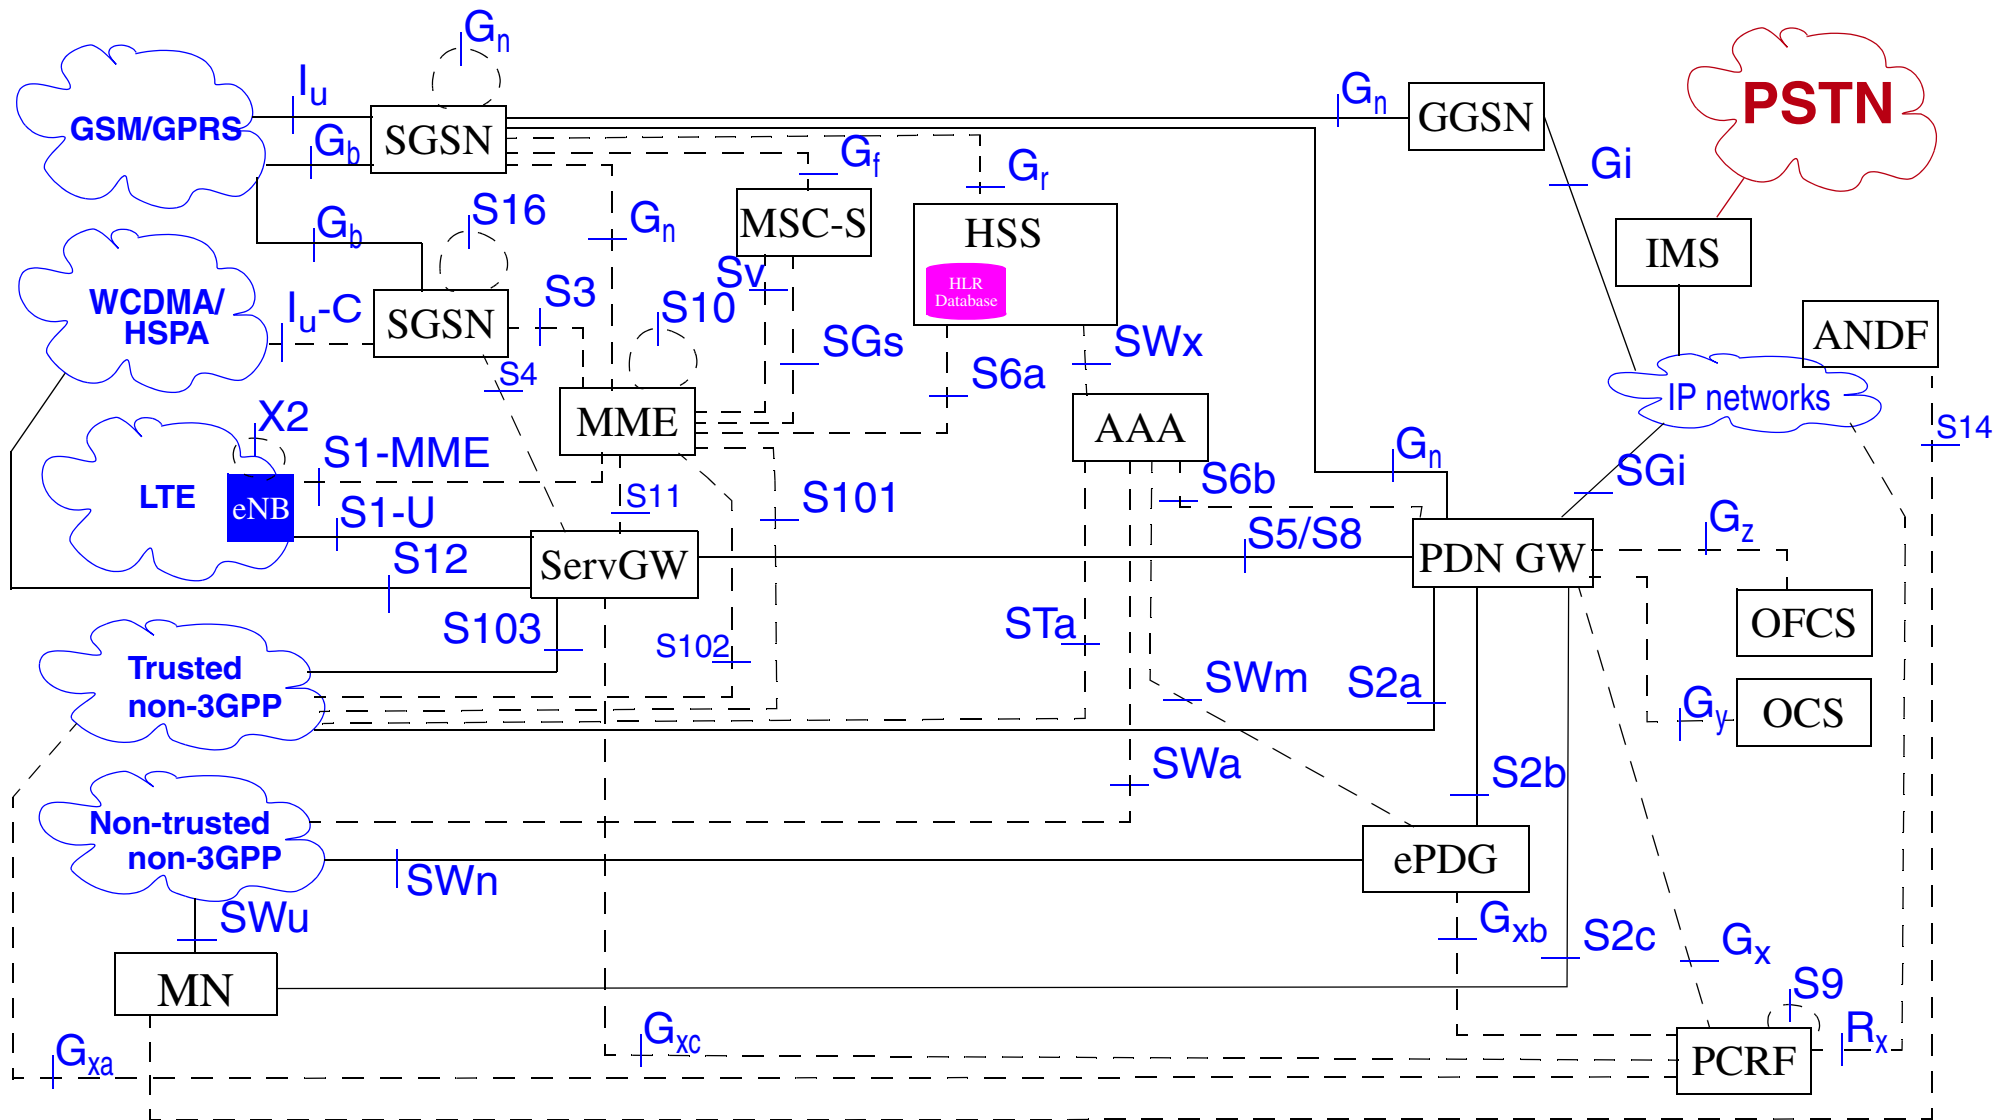 Gn
Iu
GSM/GPRS
SGSN
Gb
Gn
GGSN
PSTN
Gf
Gr
Gi
S16
Gb
Gn
MSC-S
HSS
IMS
Sv
HLR
Database
WCDMA/
HSPA
Iu-C
SGSN
S3
S10
SGs
SWx
ANDF
S4
S6a
IP networks
X2
MME
AAA
S14
S1-MME
Gn
SGi
LTE
eNB
S11
S101
S6b
S1-U
S5/S8
Gz
S12
ServGW
PDN GW
S103
S102
STa
OFCS
Trusted
non-3GPP
SWm
S2a
Gy
OCS
SWa
S2b
Non-trusted
non-3GPP
SWn
ePDG
SWu
Gxb
S2c
Gx
MN
S9
Gxa
Gxc
Rx
PCRF